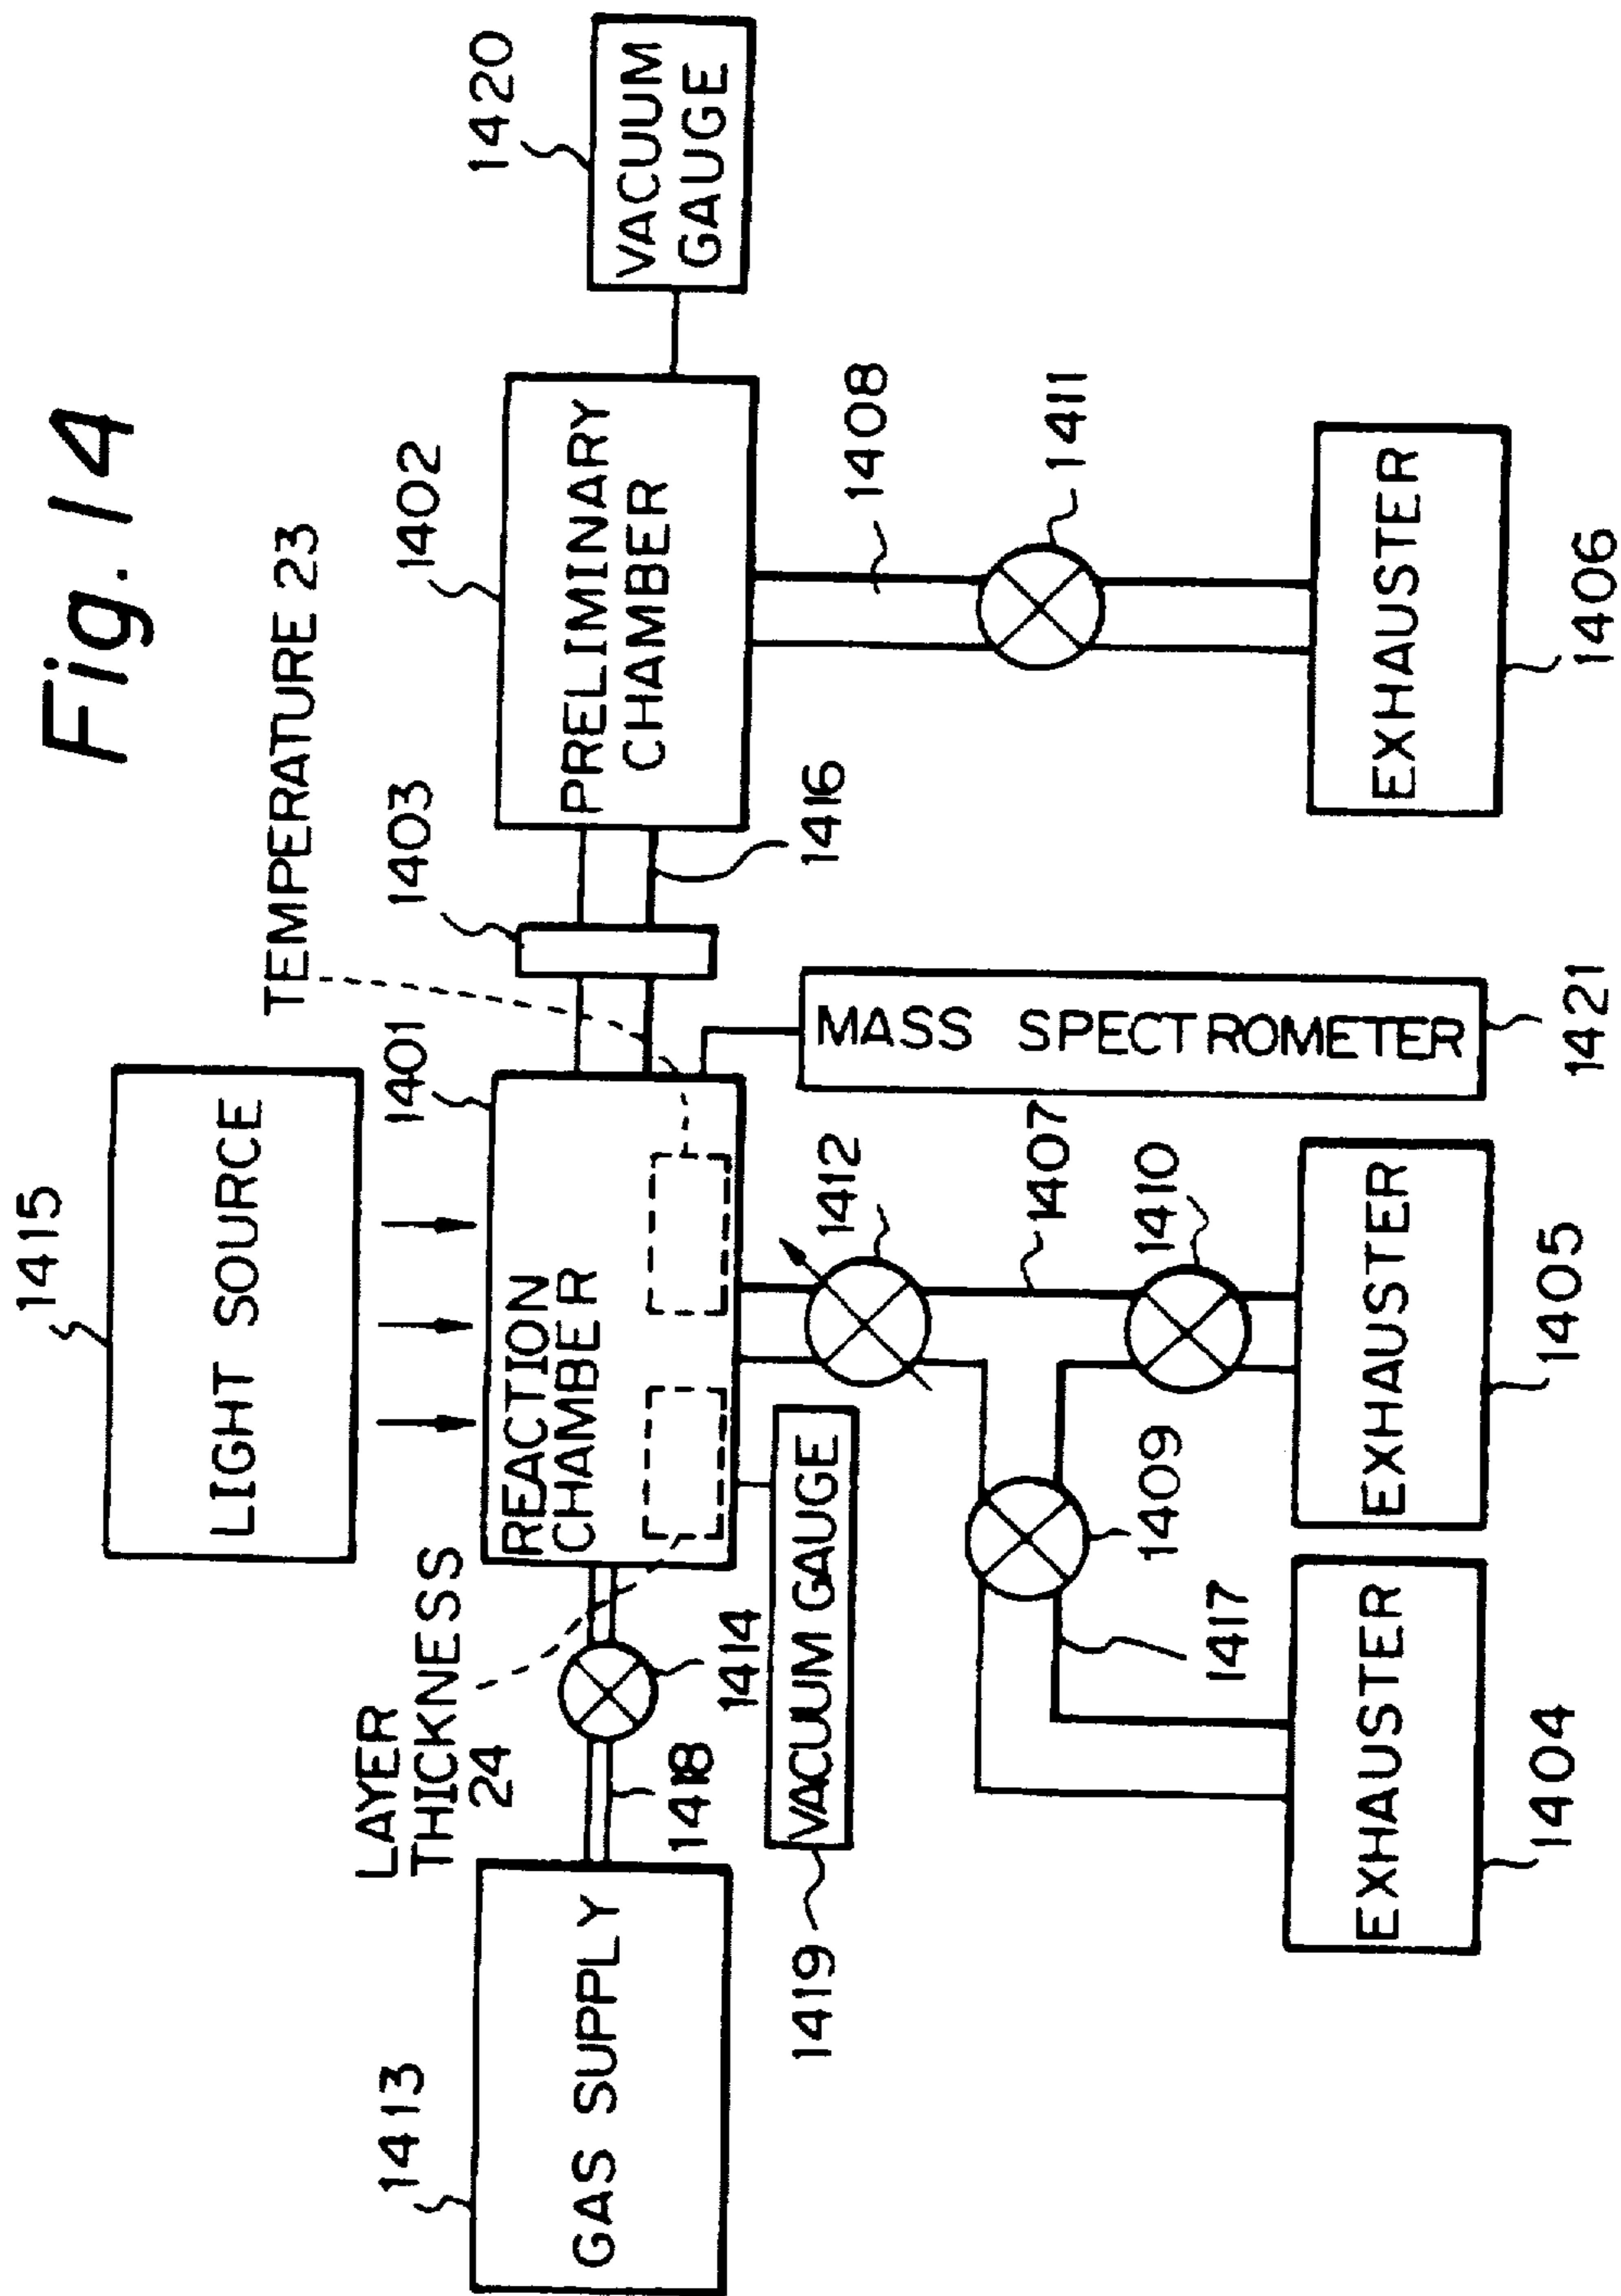 Fig. 14
1415
LIGHT SOURCE
TEMPERATURE 23
LAYER
THICKNESS
24
1413
GAS SUPPLY
1418
1414
1401
REACTION
CHAMBER
1403
1416
1402
PRELIMINARY
CHAMBER
1420
VACUUM
GAUGE
1419
VACUUM GAUGE
1412
1407
MASS SPECTROMETER
1421
1408
1411
1409
1417
1410
EXHAUSTER
1404
EXHAUSTER
1405
EXHAUSTER
1406